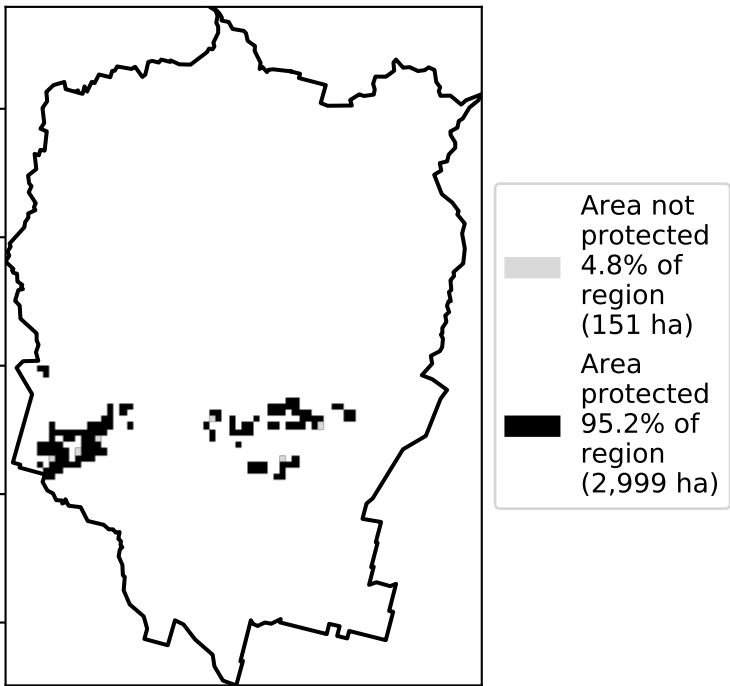 Area not
protected
4.8% of
region
(151 ha)
Area
protected
95.2% of
region
(2,999 ha)